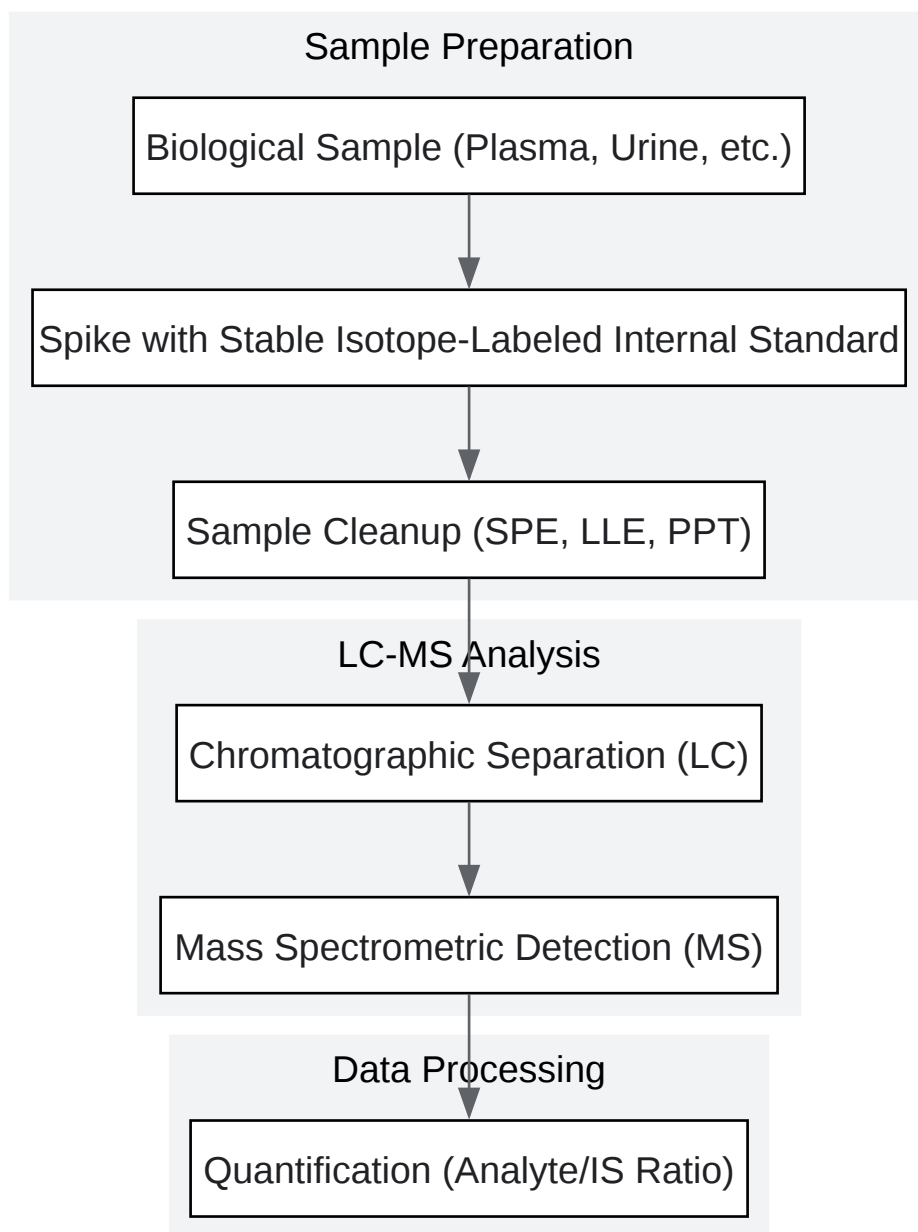 Sample Preparation
Biological Sample (Plasma, Urine, etc.)
Spike with Stable Isotope-Labeled Internal Standard
Sample Cleanup (SPE, LLE, PPT)
LC-MS Analysis
Chromatographic Separation (LC)
Mass Spectrometric Detection (MS)
Data Processing
Quantification (Analyte/IS Ratio)